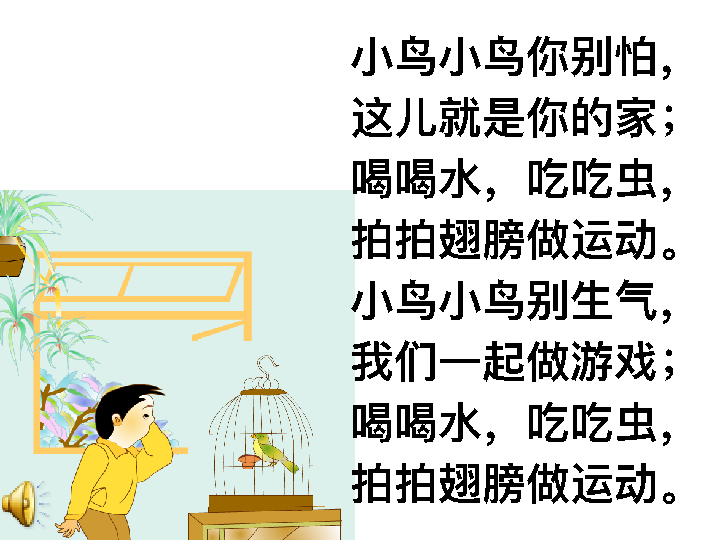 小鸟小鸟你别怕，
这儿就是你的家；
喝喝水，吃吃虫，
拍拍翅膀做运动。
小鸟小鸟别生气，
我们一起做游戏；
喝喝水，吃吃虫，
拍拍翅膀做运动。